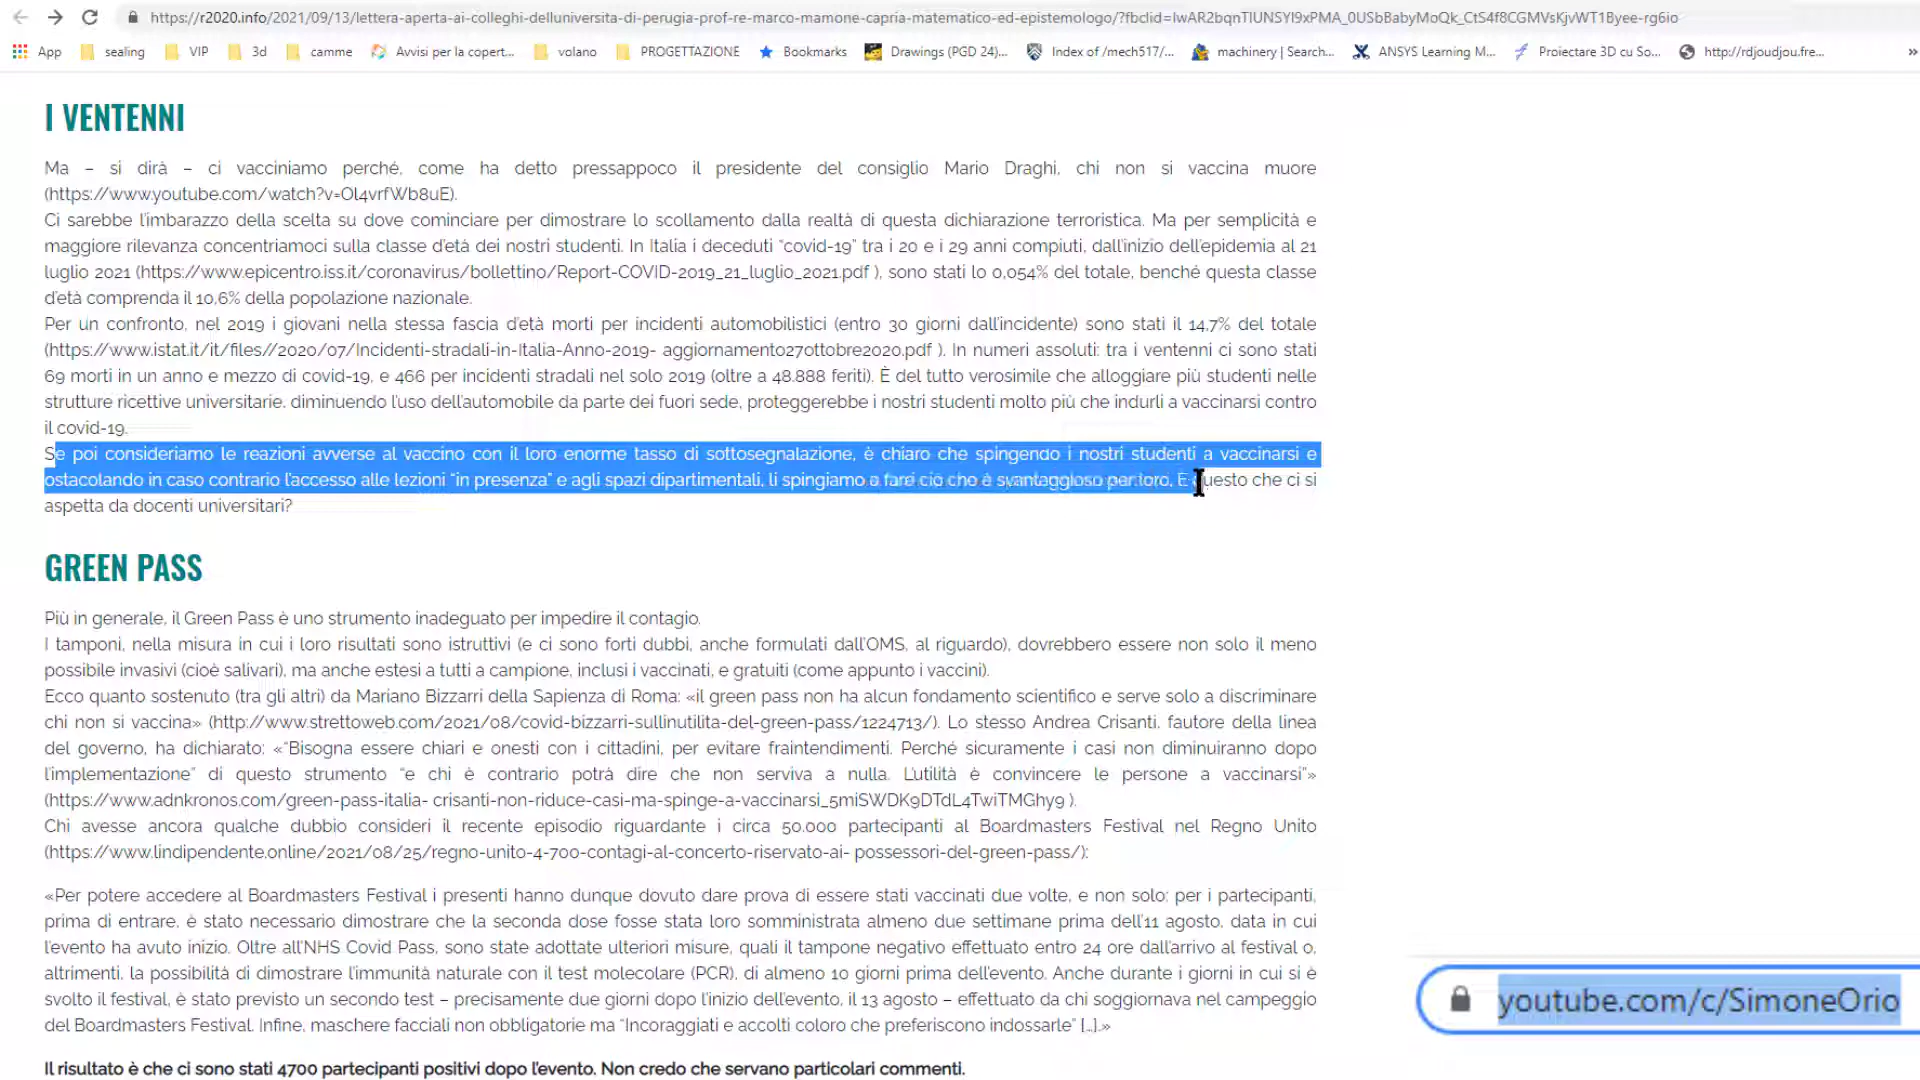 https://r2020.info/2021/09/13/lettera-aperta-ai-colleghi-delluniversita-di-perugia-prof-re-marco-mamone-capria-matematico-ed-epistemologo/?fbclid=IwAR2bqnTlUNSYl9xPMA_0USbBabyMoQk_CtS4f8CGMVsKjvWT1Byee-rg6io
App sealing VIP 3d camme Avvisi per la copert... volano PROGETTAZIONE Bookmarks Drawings (PGD 24)... Index of /mech517/... machinery | Search... ANSYS Learning M... Proiectare 3D cu So... http://rdjoudjou.fre... »
I VENTENNI
Ma – si dirà – ci vacciniamo perché, come ha detto pressappoco il presidente del consiglio Mario Draghi, chi non si vaccina muore
(https://www.youtube.com/watch?v=Ol4vrfWb8uE).
Ci sarebbe l'imbarazzo della scelta su dove cominciare per dimostrare lo scollamento dalla realtà di questa dichiarazione terroristica. Ma per semplicità e
maggiore rilevanza concentriamoci sulla classe d'età dei nostri studenti. In Italia i deceduti "covid-19" tra i 20 e i 29 anni compiuti, dall'inizio dell'epidemia al 21
luglio 2021 (https://www.epicentro.iss.it/coronavirus/bollettino/Report-COVID-2019_21_luglio_2021.pdf ), sono stati lo 0,054% del totale, benché questa classe
d'età comprenda il 10,6% della popolazione nazionale.
Per un confronto, nel 2019 i giovani nella stessa fascia d'età morti per incidenti automobilistici (entro 30 giorni dall'incidente) sono stati il 14,7% del totale
(https://www.istat.it/it/files//2020/07/Incidenti-stradali-in-Italia-Anno-2019- aggiornamento27ottobre2020.pdf ). In numeri assoluti: tra i ventenni ci sono stati
69 morti in un anno e mezzo di covid-19, e 466 per incidenti stradali nel solo 2019 (oltre a 48.888 feriti). È del tutto verosimile che alloggiare più studenti nelle
strutture ricettive universitarie, diminuendo l'uso dell'automobile da parte dei fuori sede, proteggerebbe i nostri studenti molto più che indurli a vaccinarsi contro
il covid-19.
Se poi consideriamo le reazioni avverse al vaccino con il loro enorme tasso di sottosegnalazione, è chiaro che spingendo i nostri studenti a vaccinarsi e
ostacolando in caso contrario l'accesso alle lezioni "in presenza" e agli spazi dipartimentali, li spingiamo a fare ciò che è svantaggioso per loro. È questo che ci si
aspetta da docenti universitari?
GREEN PASS
Più in generale, il Green Pass è uno strumento inadeguato per impedire il contagio.
I tamponi, nella misura in cui i loro risultati sono istruttivi (e ci sono forti dubbi, anche formulati dall'OMS, al riguardo), dovrebbero essere non solo il meno
possibile invasivi (cioè salivari), ma anche estesi a tutti a campione, inclusi i vaccinati, e gratuiti (come appunto i vaccini).
Ecco quanto sostenuto (tra gli altri) da Mariano Bizzarri della Sapienza di Roma: «il green pass non ha alcun fondamento scientifico e serve solo a discriminare
chi non si vaccina» (http://www.strettoweb.com/2021/08/covid-bizzarri-sullinutilita-del-green-pass/1224713/). Lo stesso Andrea Crisanti, fautore della linea
del governo, ha dichiarato: «"Bisogna essere chiari e onesti con i cittadini, per evitare fraintendimenti. Perché sicuramente i casi non diminuiranno dopo
l'implementazione" di questo strumento "e chi è contrario potrà dire che non serviva a nulla. L'utilità è convincere le persone a vaccinarsi"»
(https://www.adnkronos.com/green-pass-italia- crisanti-non-riduce-casi-ma-spinge-a-vaccinarsi_5miSWDK9DTdL4TwiTMGhy9 ).
Chi avesse ancora qualche dubbio consideri il recente episodio riguardante i circa 50.000 partecipanti al Boardmasters Festival nel Regno Unito
(https://www.lindipendente.online/2021/08/25/regno-unito-4-700-contagi-al-concerto-riservato-ai- possessori-del-green-pass/):
«Per potere accedere al Boardmasters Festival i presenti hanno dunque dovuto dare prova di essere stati vaccinati due volte, e non solo: per i partecipanti,
prima di entrare, è stato necessario dimostrare che la seconda dose fosse stata loro somministrata almeno due settimane prima dell'11 agosto, data in cui
l'evento ha avuto inizio. Oltre all'NHS Covid Pass, sono state adottate ulteriori misure, quali il tampone negativo effettuato entro 24 ore dall'arrivo al festival o,
altrimenti, la possibilità di dimostrare l'immunità naturale con il test molecolare (PCR), di almeno 10 giorni prima dell'evento. Anche durante i giorni in cui si è
svolto il festival, è stato previsto un secondo test – precisamente due giorni dopo l'inizio dell'evento, il 13 agosto – effettuato da chi soggiornava nel campeggio
del Boardmasters Festival. Infine, maschere facciali non obbligatorie ma "Incoraggiati e accolti coloro che preferiscono indossarle" [...].»
youtube.com/c/SimoneOrio
Il risultato è che ci sono stati 4700 partecipanti positivi dopo l'evento. Non credo che servano particolari commenti.